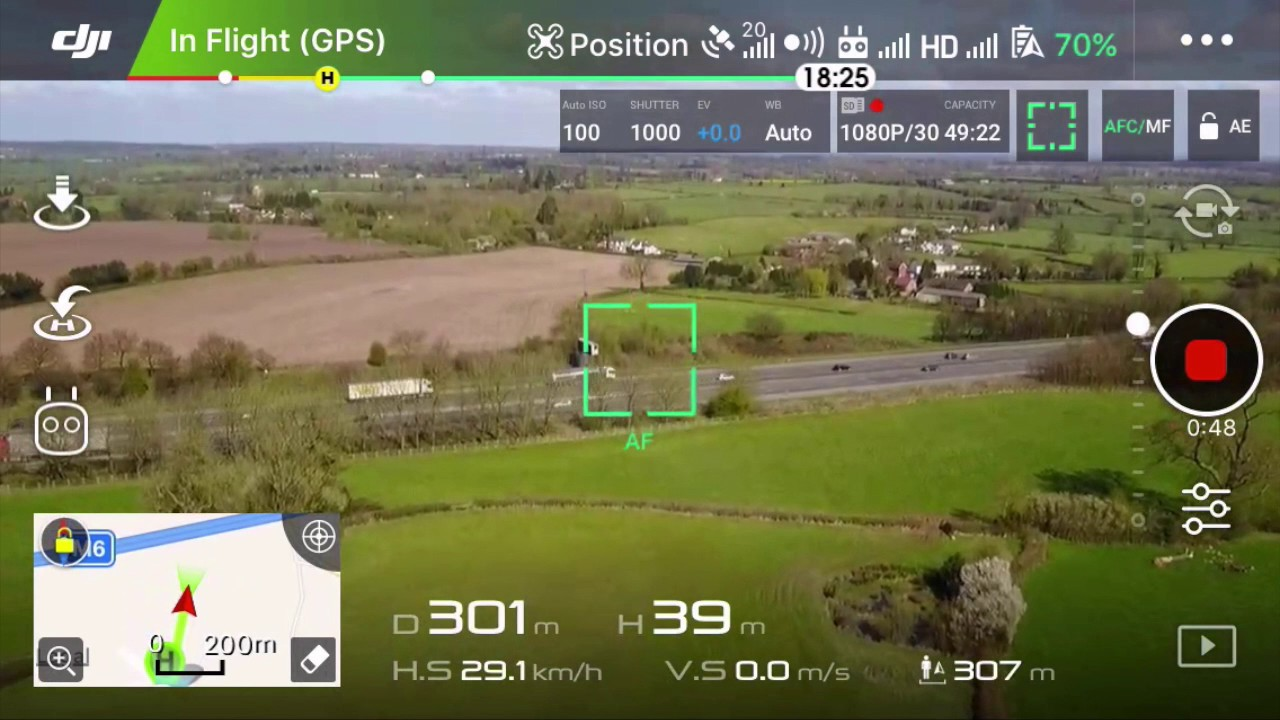 dji In Flight (GPS) Position 20 HD 70%
H 18:25
Auto ISO SHUTTER EV WB SD CAPACITY
100 1000 +0.0 Auto 1080P/30 49:22 AFC/MF AE
H
0:48
AF
M6
D 301 m H 39 m
0 200m
H.S 29.1 km/h V.S 0.0 m/s 307 m
H